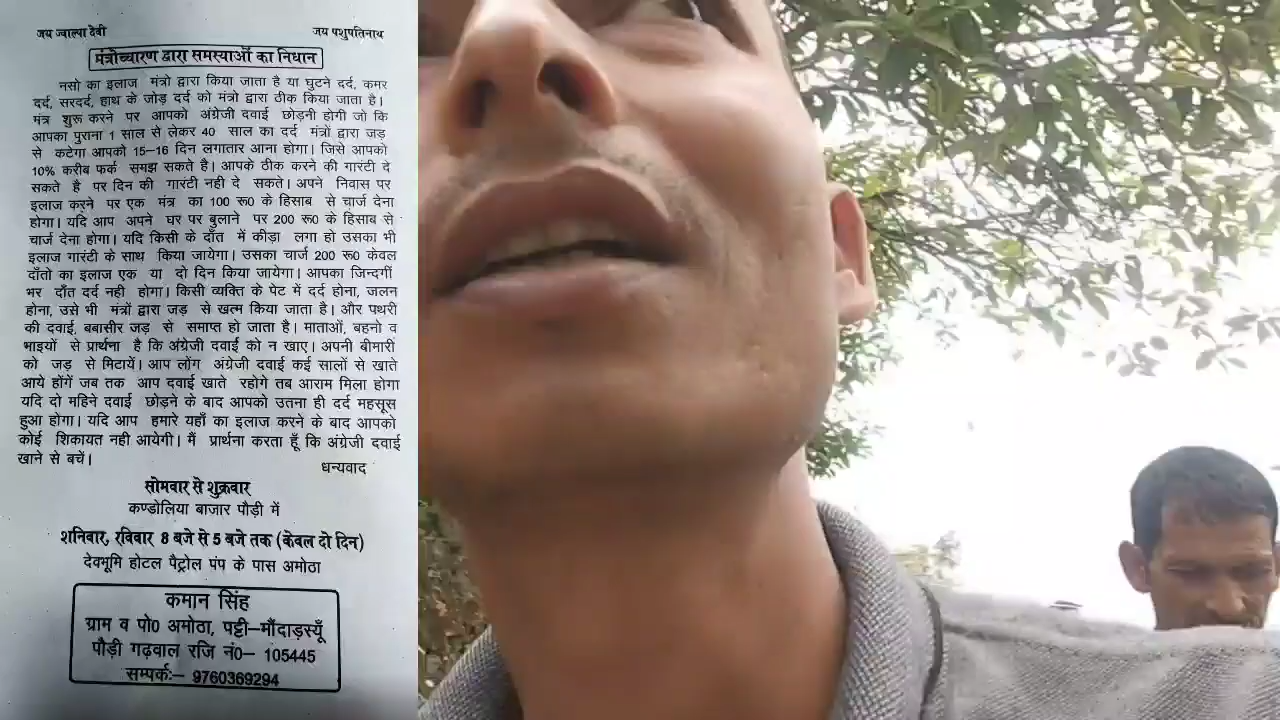 जय ज्वाल्पा देवी
जय पशुपतिनाथ
मंत्रोच्चारण द्वारा समस्याओं का निधान
नसो का इलाज मंत्रो द्वारा किया जाता है या घुटने दर्द, कमर
दर्द, सरदर्द, हाथ के जोड़ दर्द को मंत्रो द्वारा ठीक किया जाता है।
मंत्र शुरू करने पर आपको अंग्रेजी दवाई छोड़नी होगी जो कि
आपका पुराना 1 साल से लेकर 40 साल का दर्द मंत्रों द्वारा जड़
से कटेगा आपको 15–16 दिन लगातार आना होगा। जिसे आपको
10% करीब फर्क समझ सकते है। आपके ठीक करने की गारंटी दे
सकते है पर दिन की गारंटी नही दे सकते। अपने निवास पर
इलाज करने पर एक मंत्र का 100 रू0 के हिसाब से चार्ज देना
होगा। यदि आप अपने घर पर बुलाने पर 200 रू0 के हिसाब से
चार्ज देना होगा। यदि किसी के दाँत में कीड़ा लगा हो उसका भी
इलाज गारंटी के साथ किया जायेगा। उसका चार्ज 200 रू0 केवल
दाँतो का इलाज एक या दो दिन किया जायेगा। आपका जिन्दगीं
भर दाँत दर्द नही होगा। किसी व्यक्ति के पेट में दर्द होना, जलन
होना, उसे भी मंत्रों द्वारा जड़ से खत्म किया जाता है। और पथरी
की दवाई, बबासीर जड़ से समाप्त हो जाता है। माताओं, बहनो व
भाइयों से प्रार्थना है कि अंग्रेजी दवाई को न खाए। अपनी बीमारी
को जड़ से मिटायें। आप लोंग अंग्रेजी दवाई कई सालों से खाते
आये होंगें जब तक आप दवाई खाते रहोगे तब आराम मिला होगा
यदि दो महिने दवाई छोड़ने के बाद आपको उतना ही दर्द महसूस
हुआ होगा। यदि आप हमारे यहाँ का इलाज करने के बाद आपको
कोई शिकायत नही आयेगी। मैं प्रार्थना करता हूँ कि अंग्रेजी दवाई
खाने से बचें।
धन्यवाद
सोमवार से शुक्रवार
कण्डोलिया बाजार पौड़ी में
शनिवार, रविवार 8 बजे से 5 बजे तक (केवल दो दिन)
देवभूमि होटल पैट्रोल पंप के पास अमोठा
कमान सिंह
ग्राम व पो0 अमोठा, पट्टी–मौंदाड़स्यूँ
पौड़ी गढ़वाल रजि नं0– 105445
सम्पर्कः– 9760369294